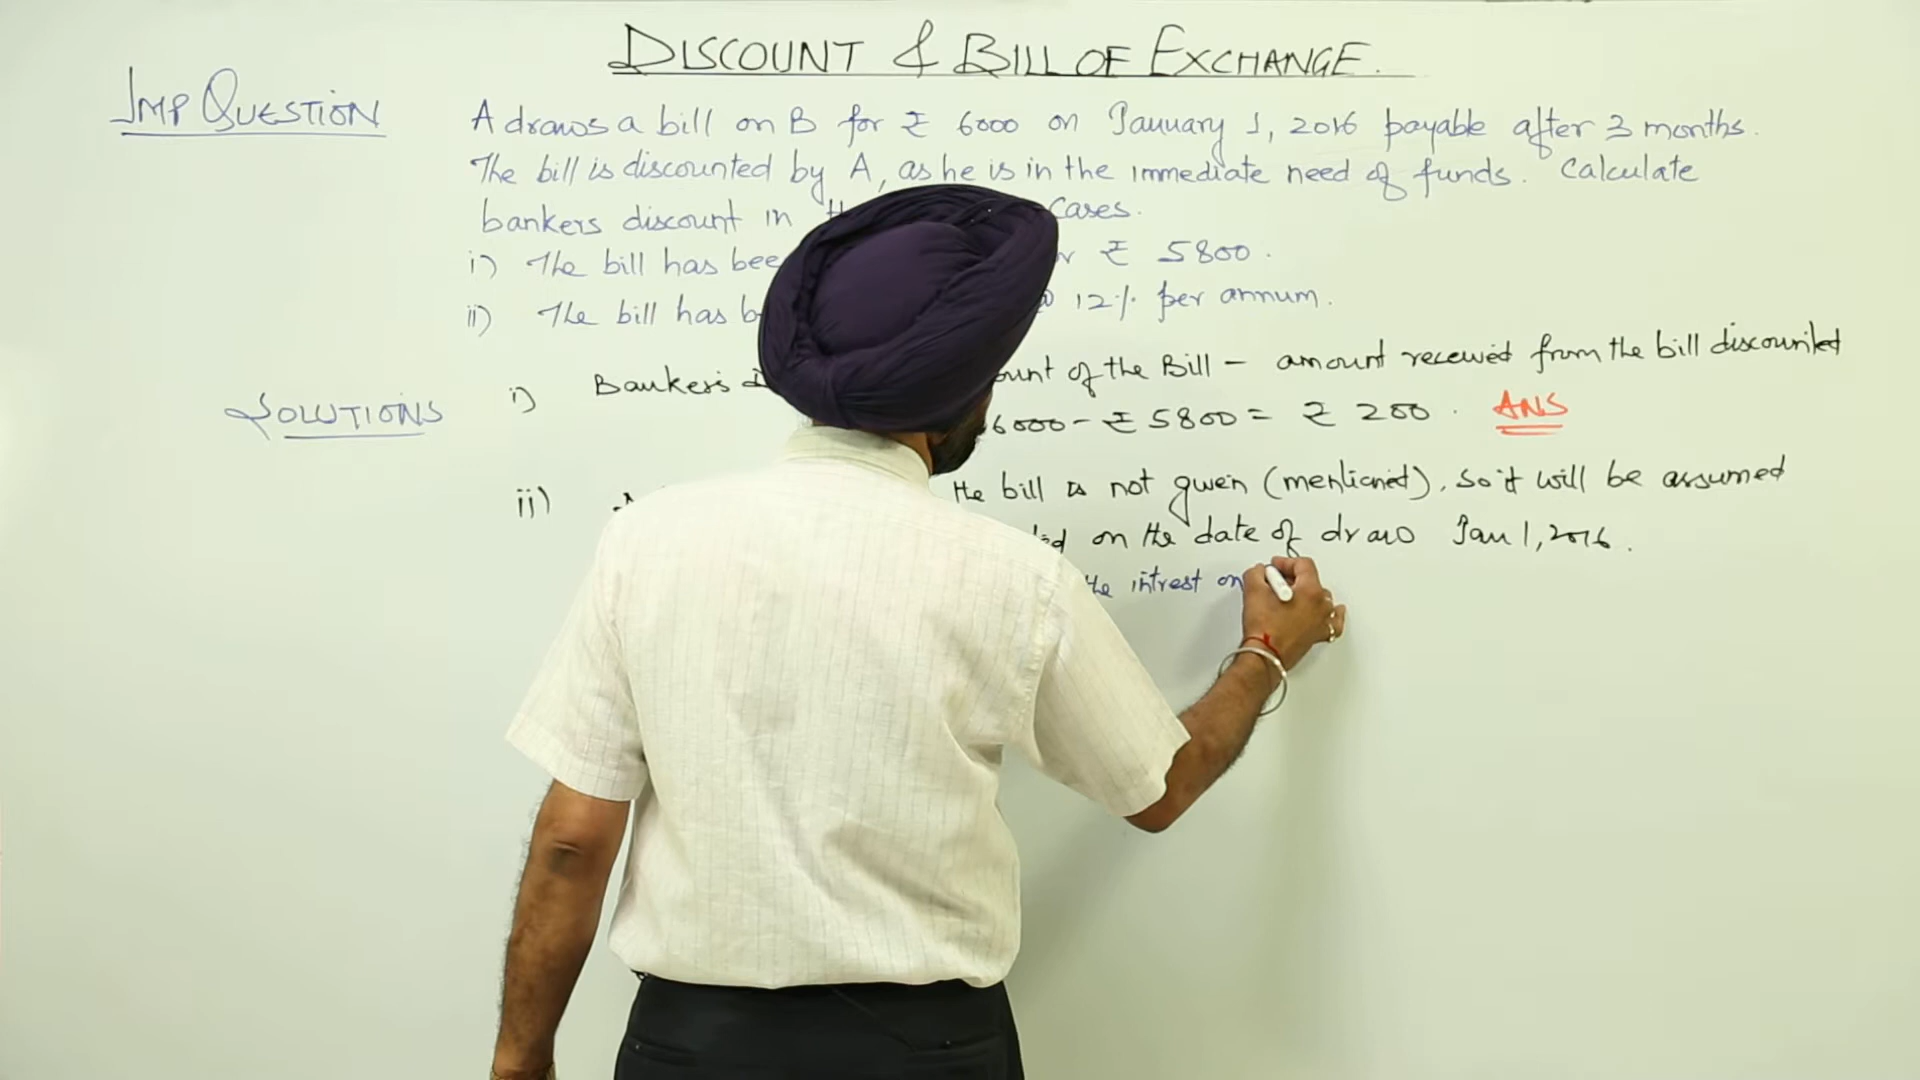 DISCOUNT & BILL OF EXCHANGE.
IMP QUESTION
A draws a bill on B for ₹ 6000 on January 1, 2016 payable after 3 months.
The bill is discounted by A, as he is in the immediate need of funds. Calculate
bankers discount in cases.
i) The bill has bee ₹ 5800.
ii) The bill has b @ 12% per annum.
SOLUTIONS
i) Banker's ount of the Bill – amount received from the bill discounted
6000 – ₹ 5800 = ₹ 200. ANS
ii) the bill is not given (mentioned), so it will be assumed
ed on the date of draw Jan 1, 2016.
the intrest on